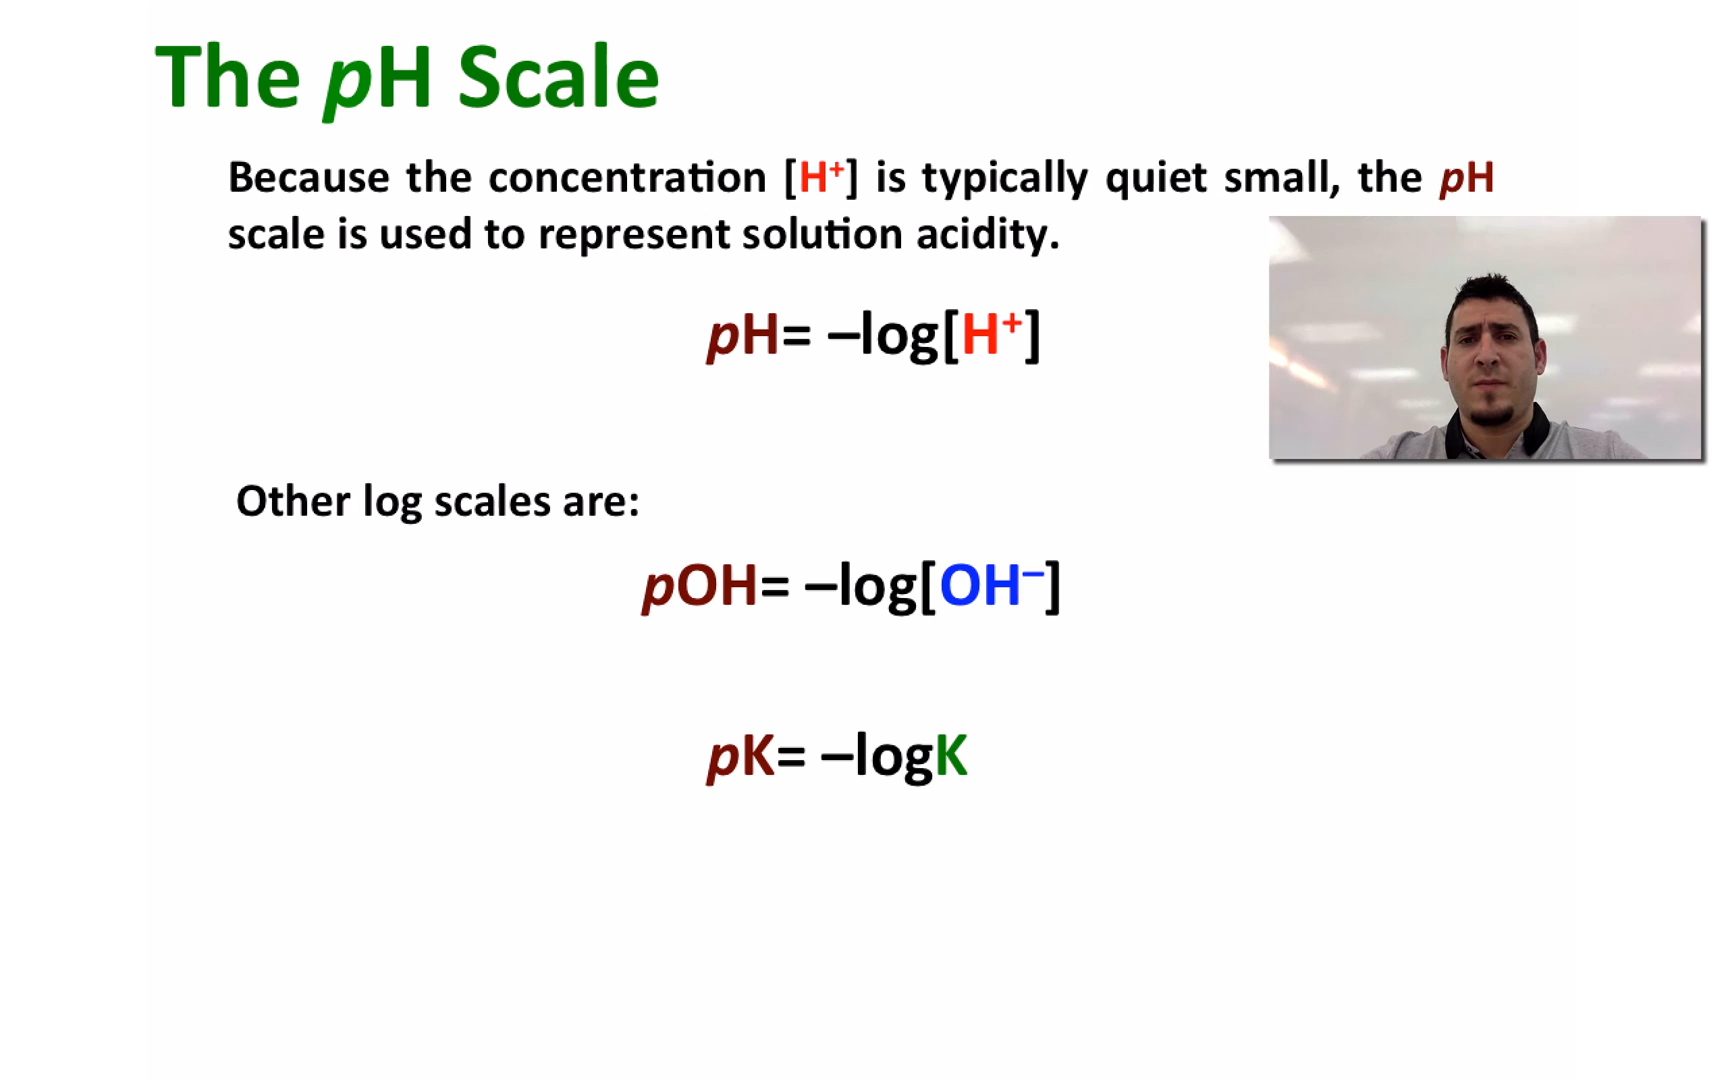 The pH Scale
Because the concentration [H⁺] is typically quiet small, the pH
scale is used to represent solution acidity.
pH= –log[H⁺]
Other log scales are:
pOH= –log[OH⁻]
pK= –logK